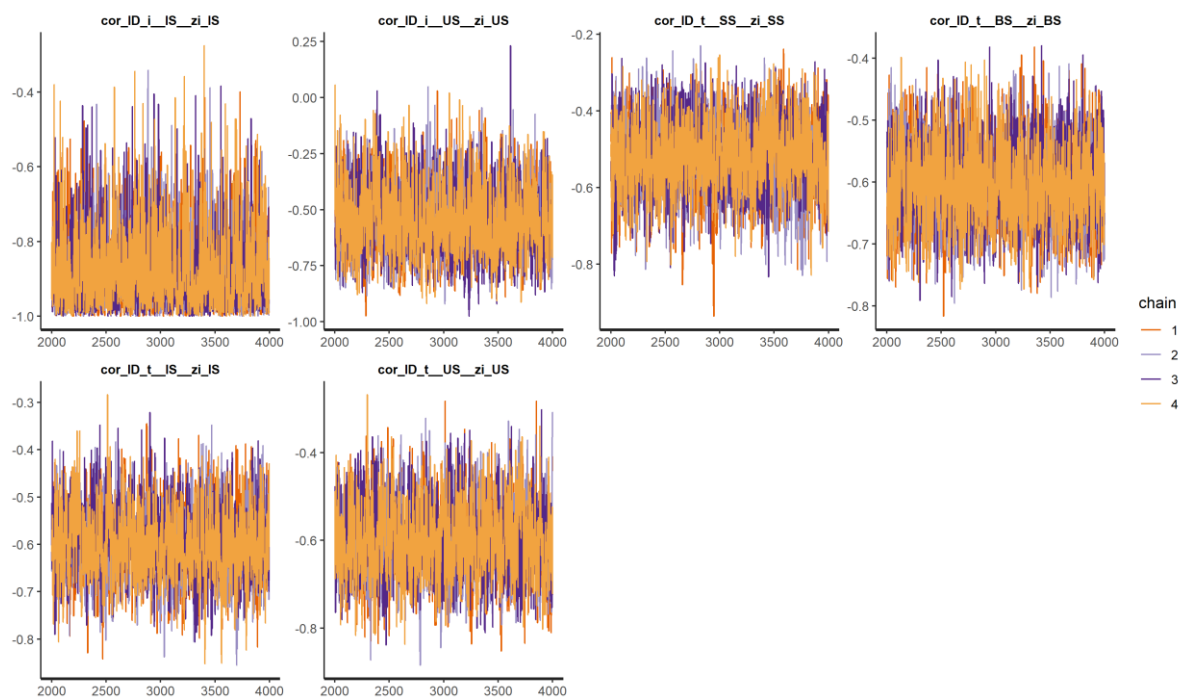 cor_ID_i__IS__zi_IS
cor_ID_i__US__zi_US
cor_ID_t__SS__zi_SS
cor_ID_t__BS__zi_BS
-0.4
-0.6
-0.8
-1.0
2000 2500 3000 3500 4000
0.25
0.00
-0.25
-0.50
-0.75
-1.00
2000 2500 3000 3500 4000
-0.2
-0.4
-0.6
-0.8
2000 2500 3000 3500 4000
-0.4
-0.5
-0.6
-0.7
-0.8
2000 2500 3000 3500 4000
chain
1
2
3
4
cor_ID_t__IS__zi_IS
cor_ID_t__US__zi_US
-0.3
-0.4
-0.5
-0.6
-0.7
-0.8
2000 2500 3000 3500 4000
-0.4
-0.6
-0.8
2000 2500 3000 3500 4000